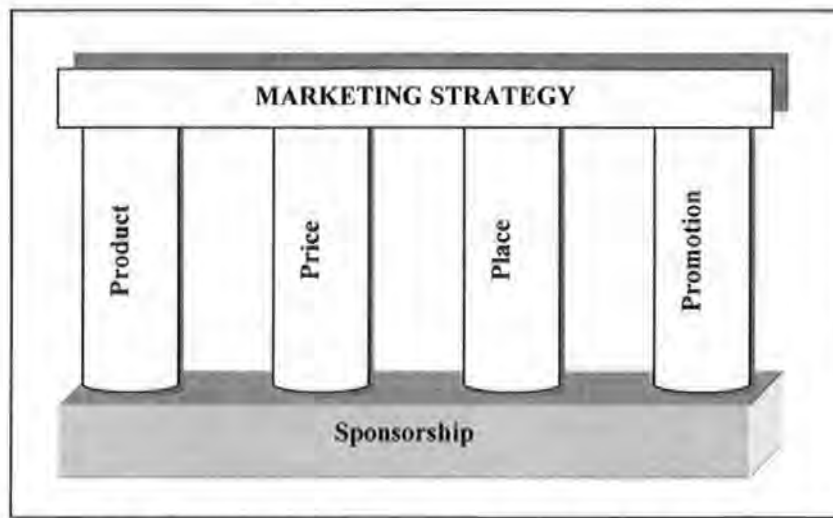 MARKETING STRATEGY
Product
Price
Place
Promotion
Sponsorship